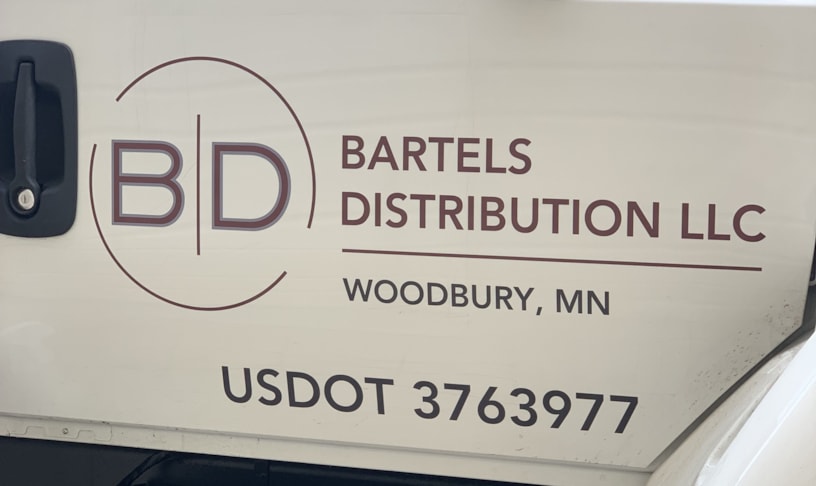 B|D
BARTELS
DISTRIBUTION LLC
WOODBURY, MN
USDOT 3763977